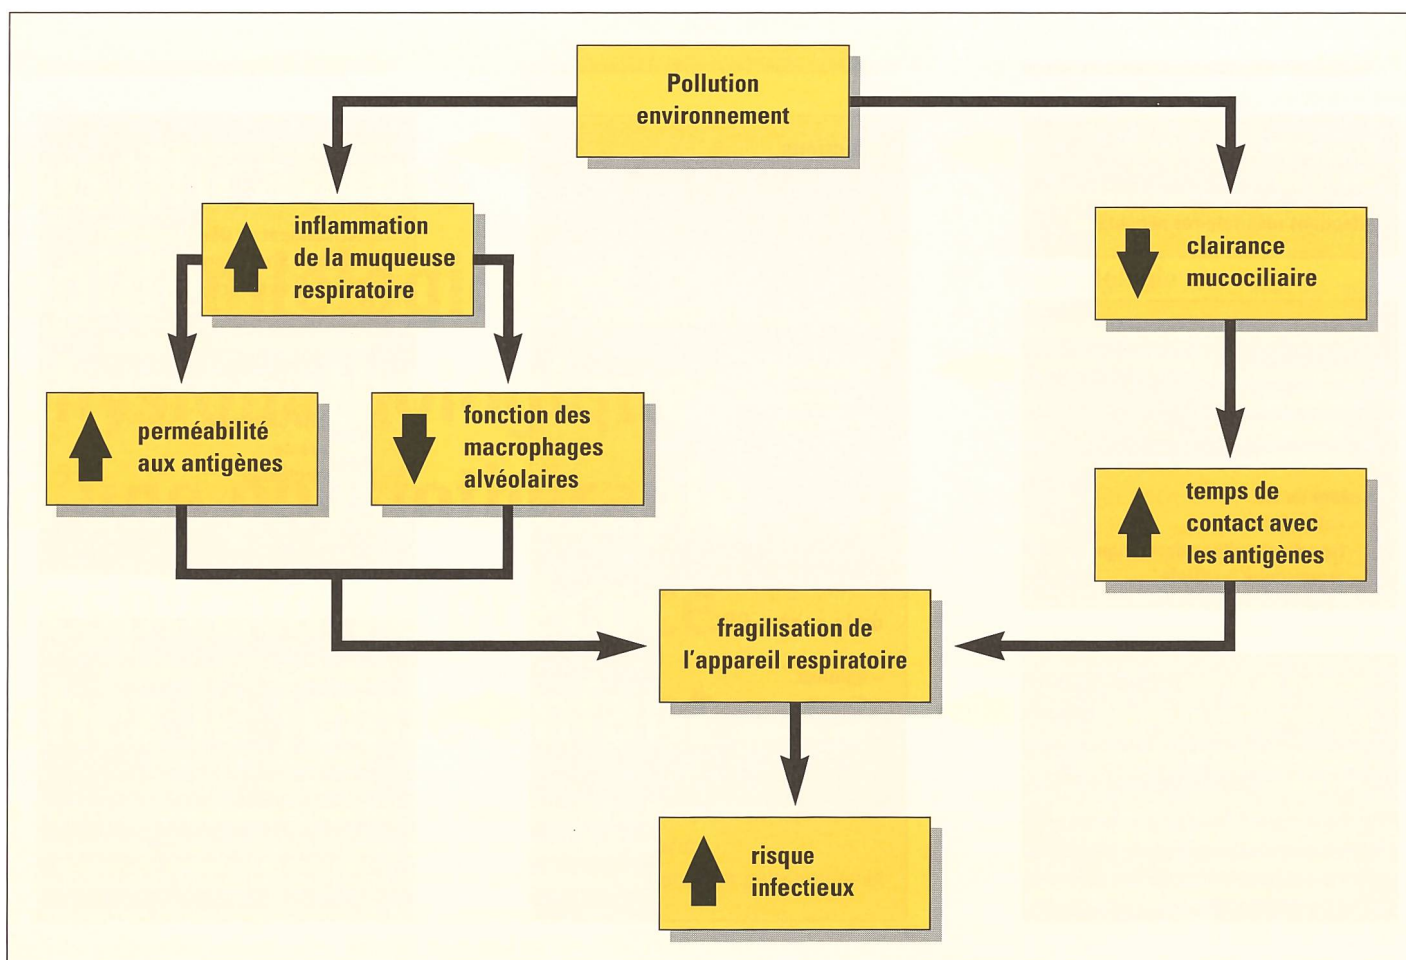 Pollution
environnement
inflammation
de la muqueuse
respiratoire
clairance
mucociliaire
perméabilité
aux antigènes
fonction des
macrophages
alvéolaires
temps de
contact avec
les antigènes
fragilisation de
l'appareil respiratoire
risque
infectieux